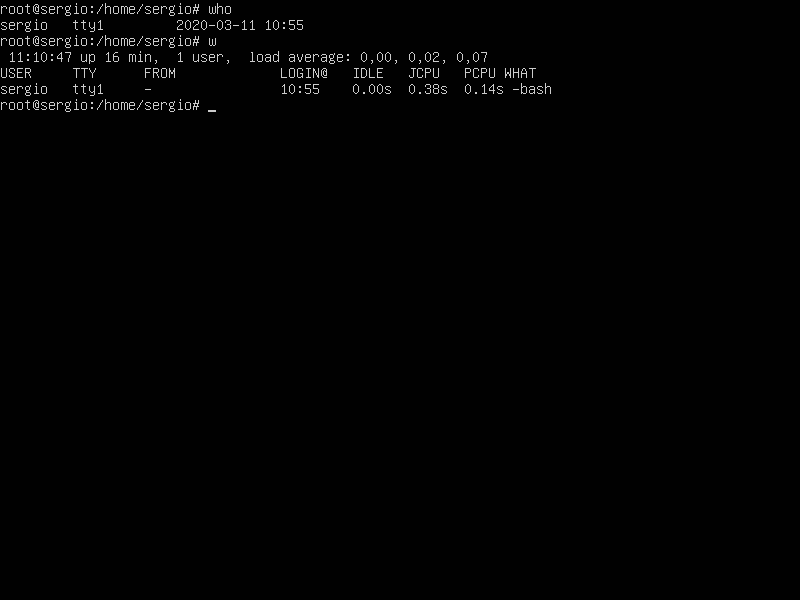 root@sergio:/home/sergio# who
sergio   tty1         2020-03-11 10:55
root@sergio:/home/sergio# w
 11:10:47 up 16 min,  1 user,  load average: 0,00, 0,02, 0,07
USER     TTY      FROM             LOGIN@   IDLE   JCPU   PCPU WHAT
sergio   tty1     -                10:55    0.00s  0.38s  0.14s -bash
root@sergio:/home/sergio# _